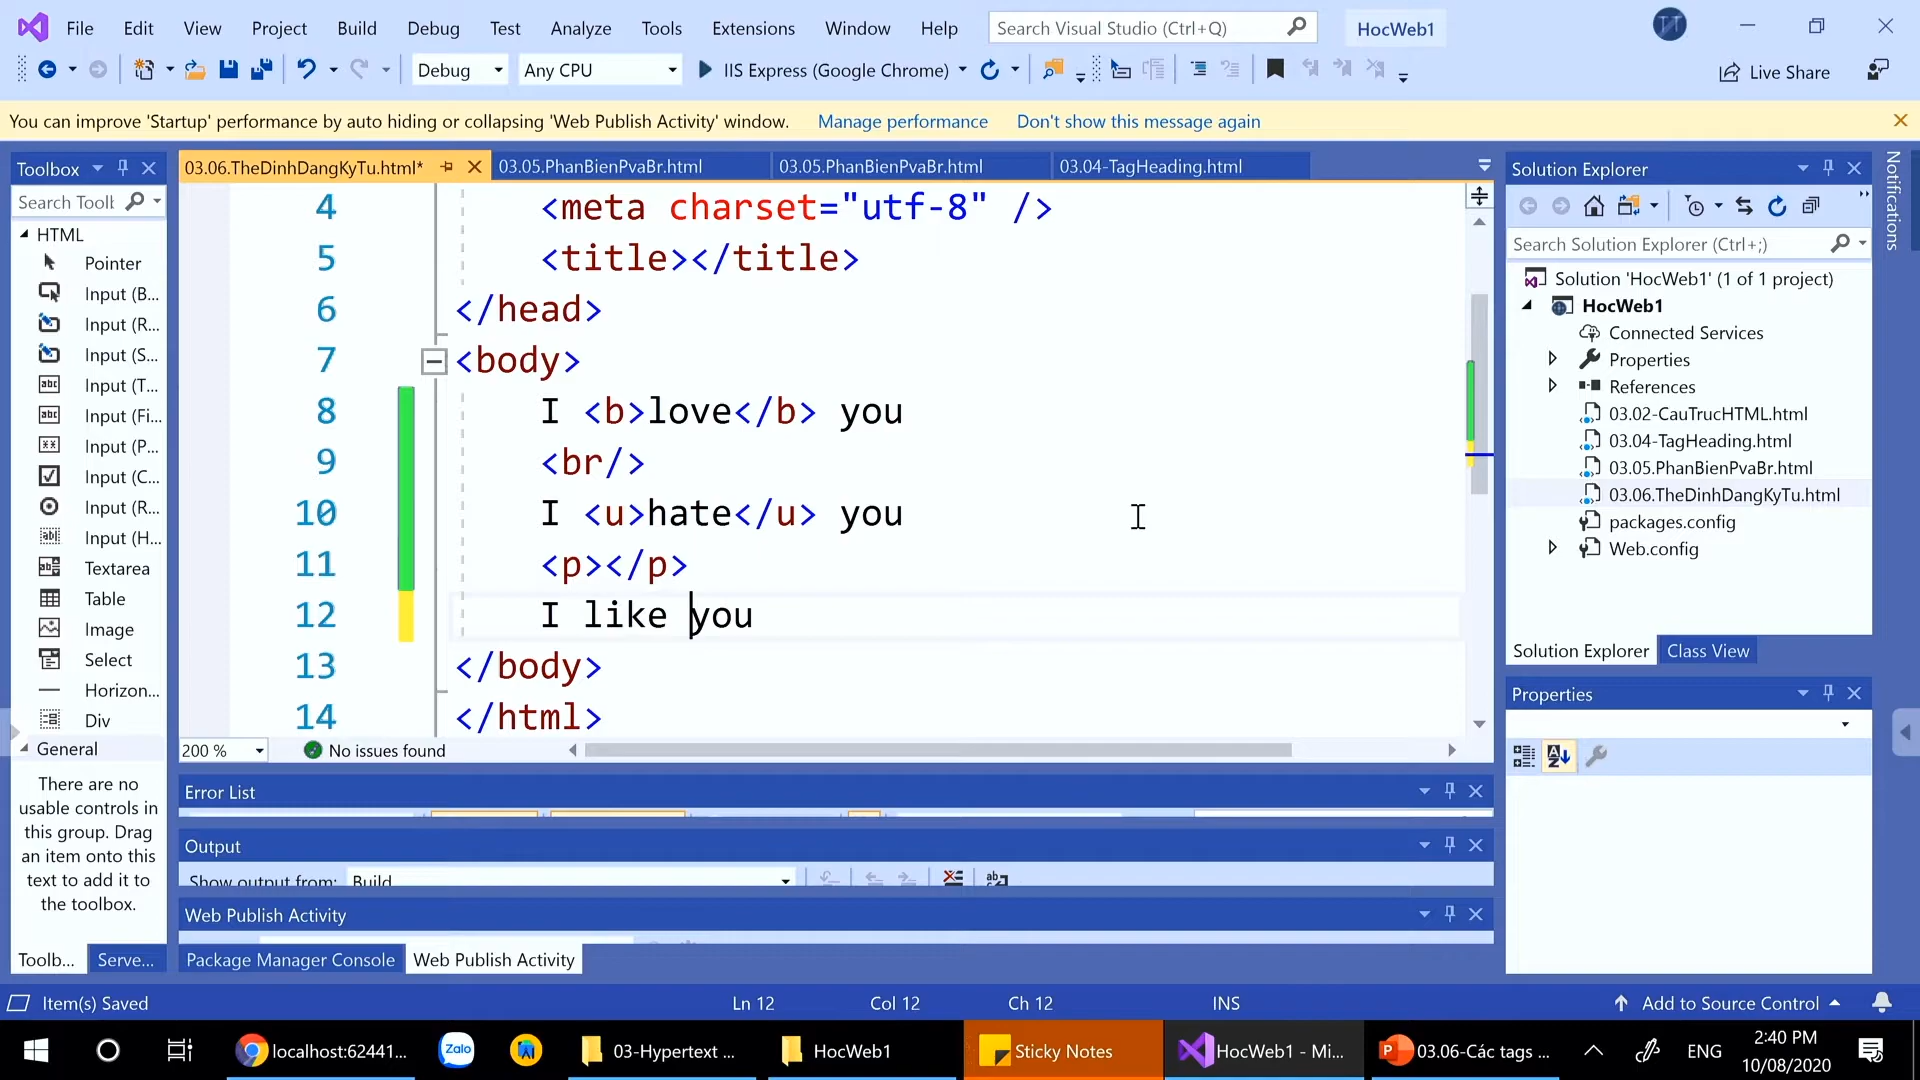 File Edit View Project Build Debug Test Analyze Tools Extensions Window Help Search Visual Studio (Ctrl+Q) HocWeb1
Debug Any CPU IIS Express (Google Chrome) Live Share
You can improve 'Startup' performance by auto hiding or collapsing 'Web Publish Activity' window. Manage performance Don't show this message again
Toolbox
Search Toolt
HTML
Pointer
Input (B...
Input (R...
Input (S...
Input (T...
Input (Fi...
Input (P...
Input (C...
Input (R...
Input (H...
Textarea
Table
Image
Select
Horizon...
Div
General
There are no
usable controls in
this group. Drag
an item onto this
text to add it to
the toolbox.
Toolb... Serve...
03.06.TheDinhDangKyTu.html* 03.05.PhanBienPvaBr.html 03.05.PhanBienPvaBr.html 03.04-TagHeading.html
4 <meta charset="utf-8" />
5 <title></title>
6 </head>
7 <body>
8 I <b>love</b> you
9 <br/>
10 I <u>hate</u> you
11 <p></p>
12 I like you
13 </body>
14 </html>
200 % No issues found
Error List
Output
Show output from: Build
Web Publish Activity
Package Manager Console Web Publish Activity
Solution Explorer
Search Solution Explorer (Ctrl+;)
Solution 'HocWeb1' (1 of 1 project)
HocWeb1
Connected Services
Properties
References
03.02-CauTrucHTML.html
03.04-TagHeading.html
03.05.PhanBienPvaBr.html
03.06.TheDinhDangKyTu.html
packages.config
Web.config
Solution Explorer Class View
Properties
Notifications
Item(s) Saved Ln 12 Col 12 Ch 12 INS Add to Source Control
localhost:62441... Zalo 03-Hypertext ... HocWeb1 Sticky Notes HocWeb1 - Mi... 03.06-Các tags ... ENG 2:40 PM
10/08/2020